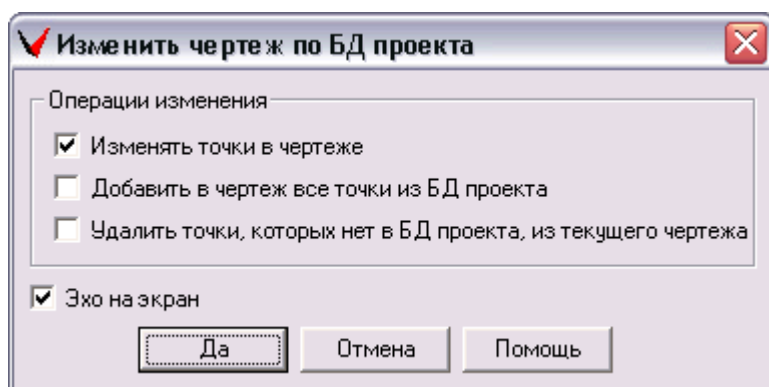 Изменить чертеж по БД проекта
Операции изменения
Изменять точки в чертеже
Добавить в чертеж все точки из БД проекта
Удалить точки, которых нет в БД проекта, из текущего чертежа
Эхо на экран
Да Отмена Помощь